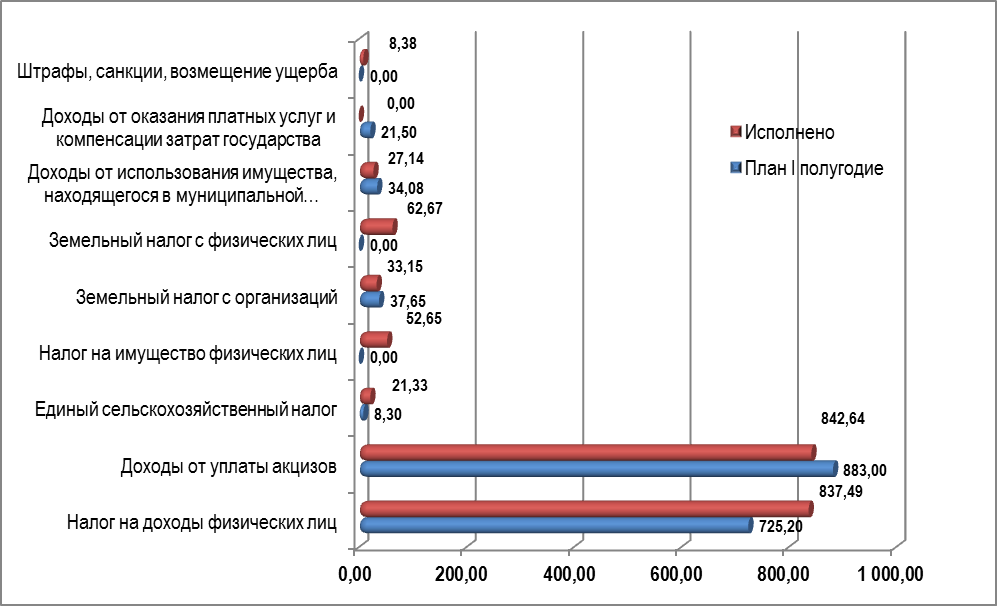 Штрафы, санкции, возмещение ущерба
8,38
0,00
Доходы от оказания платных услуг и
компенсации затрат государства
0,00
21,50
Доходы от использования имущества,
находящегося в муниципальной…
27,14
34,08
Земельный налог с физических лиц
62,67
0,00
Земельный налог с организаций
33,15
37,65
Налог на имущество физических лиц
52,65
0,00
Единый сельскохозяйственный налог
21,33
8,30
Доходы от уплаты акцизов
842,64
883,00
Налог на доходы физических лиц
837,49
725,20
Исполнено
План I полугодие
0,00 200,00 400,00 600,00 800,00 1 000,00